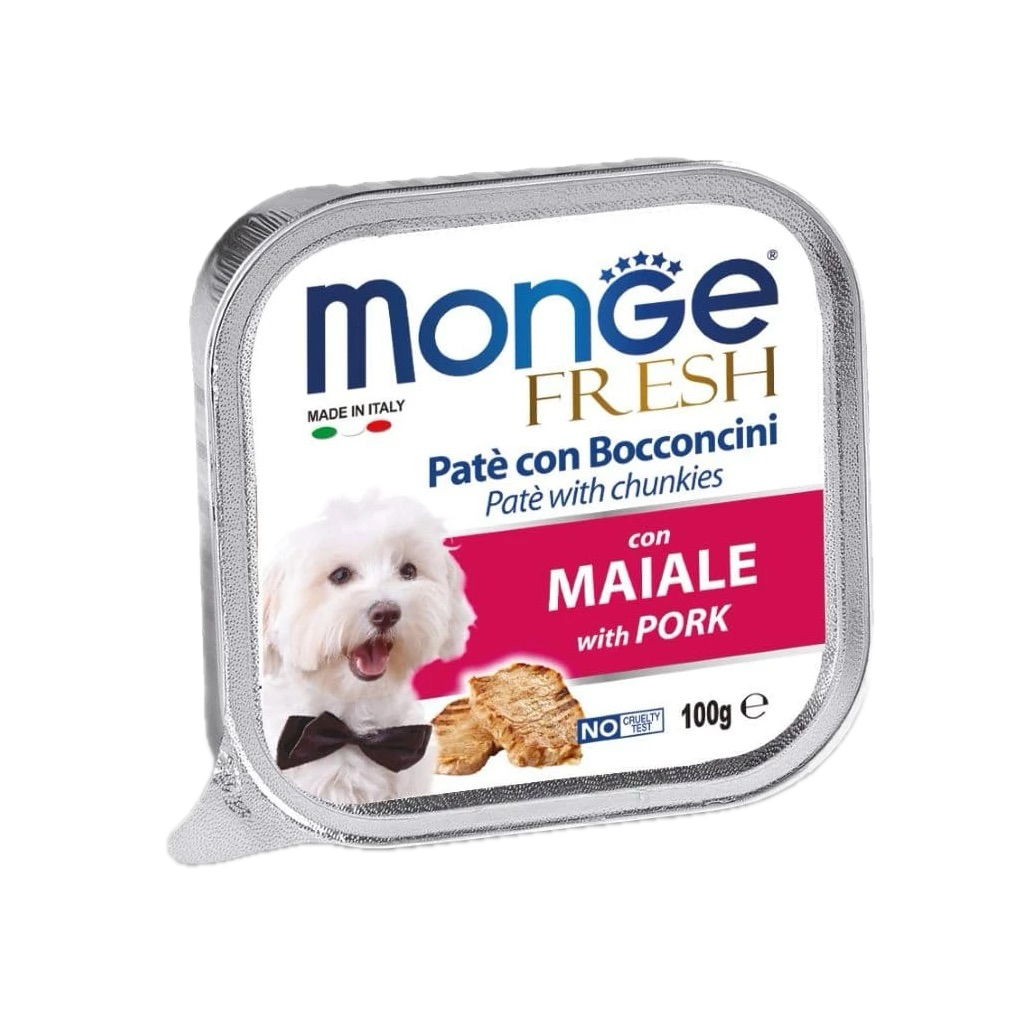 monGe®
FRESH
MADE IN ITALY
Patè con Bocconcini
Patè with chunkies
con
MAIALE
with PORK
NO CRUELTY TEST
100g ℮